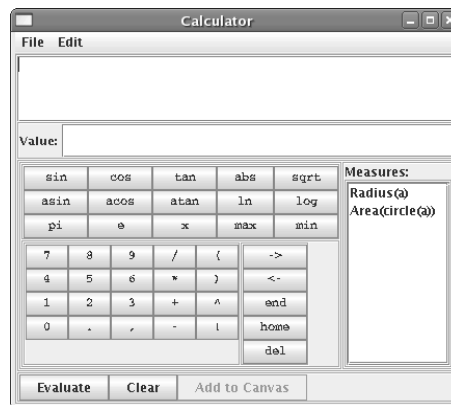 Calculator
File Edit
Value:
sin cos tan abs sqrt
asin acos atan ln log
pi e x max min
Measures:
Radius(a)
Area(circle(a))
7 8 9 / (
4 5 6 * )
1 2 3 + ^
0 . , -
->
<-
end
home
del
Evaluate Clear Add to Canvas